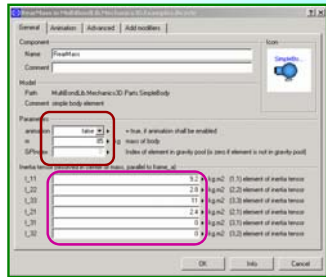 RearMass in MultiBondLib.Mechanics3D.Examples.Bicycle
General Animation Advanced Add modifiers
Component
Icon
Name RearMass
Comment
SimpleBo...
Model
Path MultiBondLib.Mechanics3D.Parts.SimpleBody
Comment simple body element
Parameters
animation false = true, if animation shall be enabled
m 85 kg mass of body
Index of element in gravity pool (is zero if element is not in gravity pool)
Inertia tensor (resolved in center of mass, parallel to frame_a)
I_11 9.2 kg.m2 (1,1) element of inertia tensor
I_22 2.8 kg.m2 (2,2) element of inertia tensor
I_33 11 kg.m2 (3,3) element of inertia tensor
I_21 2.4 kg.m2 (2,1) element of inertia tensor
I_31 0 kg.m2 (3,1) element of inertia tensor
I_32 0 kg.m2 (3,2) element of inertia tensor
OK Info Cancel